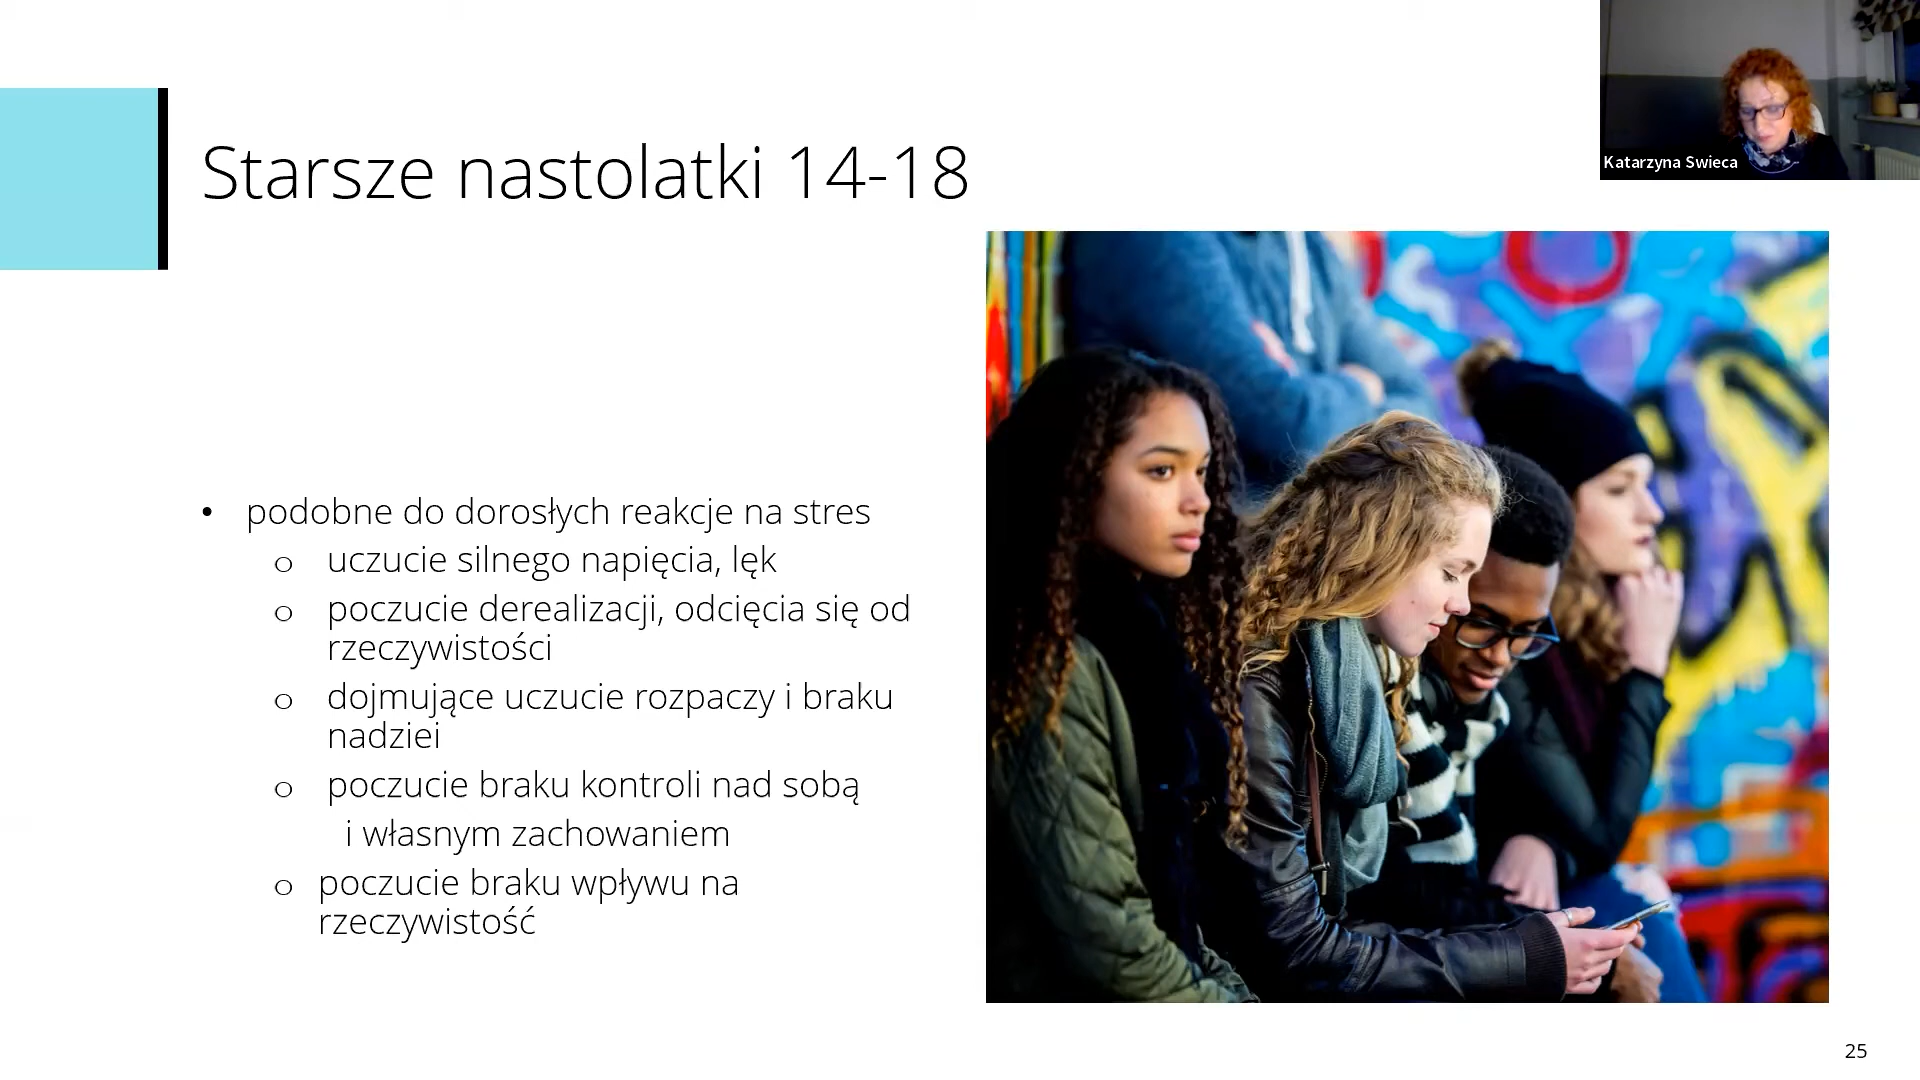 Katarzyna Swieca
Starsze nastolatki 14-18
• podobne do dorosłych reakcje na stres
o uczucie silnego napięcia, lęk
o poczucie derealizacji, odcięcia się od
rzeczywistości
o dojmujące uczucie rozpaczy i braku
nadziei
o poczucie braku kontroli nad sobą
i własnym zachowaniem
o poczucie braku wpływu na
rzeczywistość
25